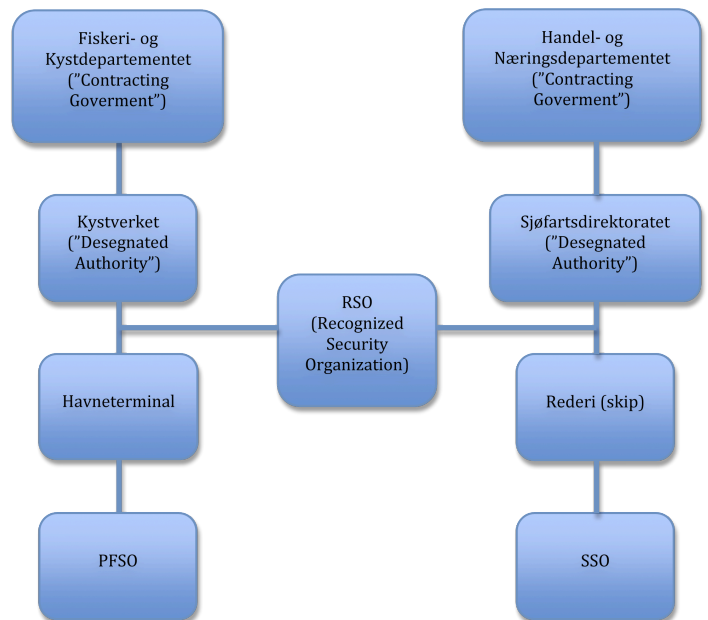 Fiskeri- og
Kystdepartementet
(”Contracting
Goverment”)
Handel- og
Næringsdepartementet
(”Contracting
Goverment”)
Kystverket
(”Desegnated
Authority”)
Sjøfartsdirektoratet
(”Desegnated
Authority”)
RSO
(Recognized
Security
Organization)
Havneterminal
Rederi (skip)
PFSO
SSO